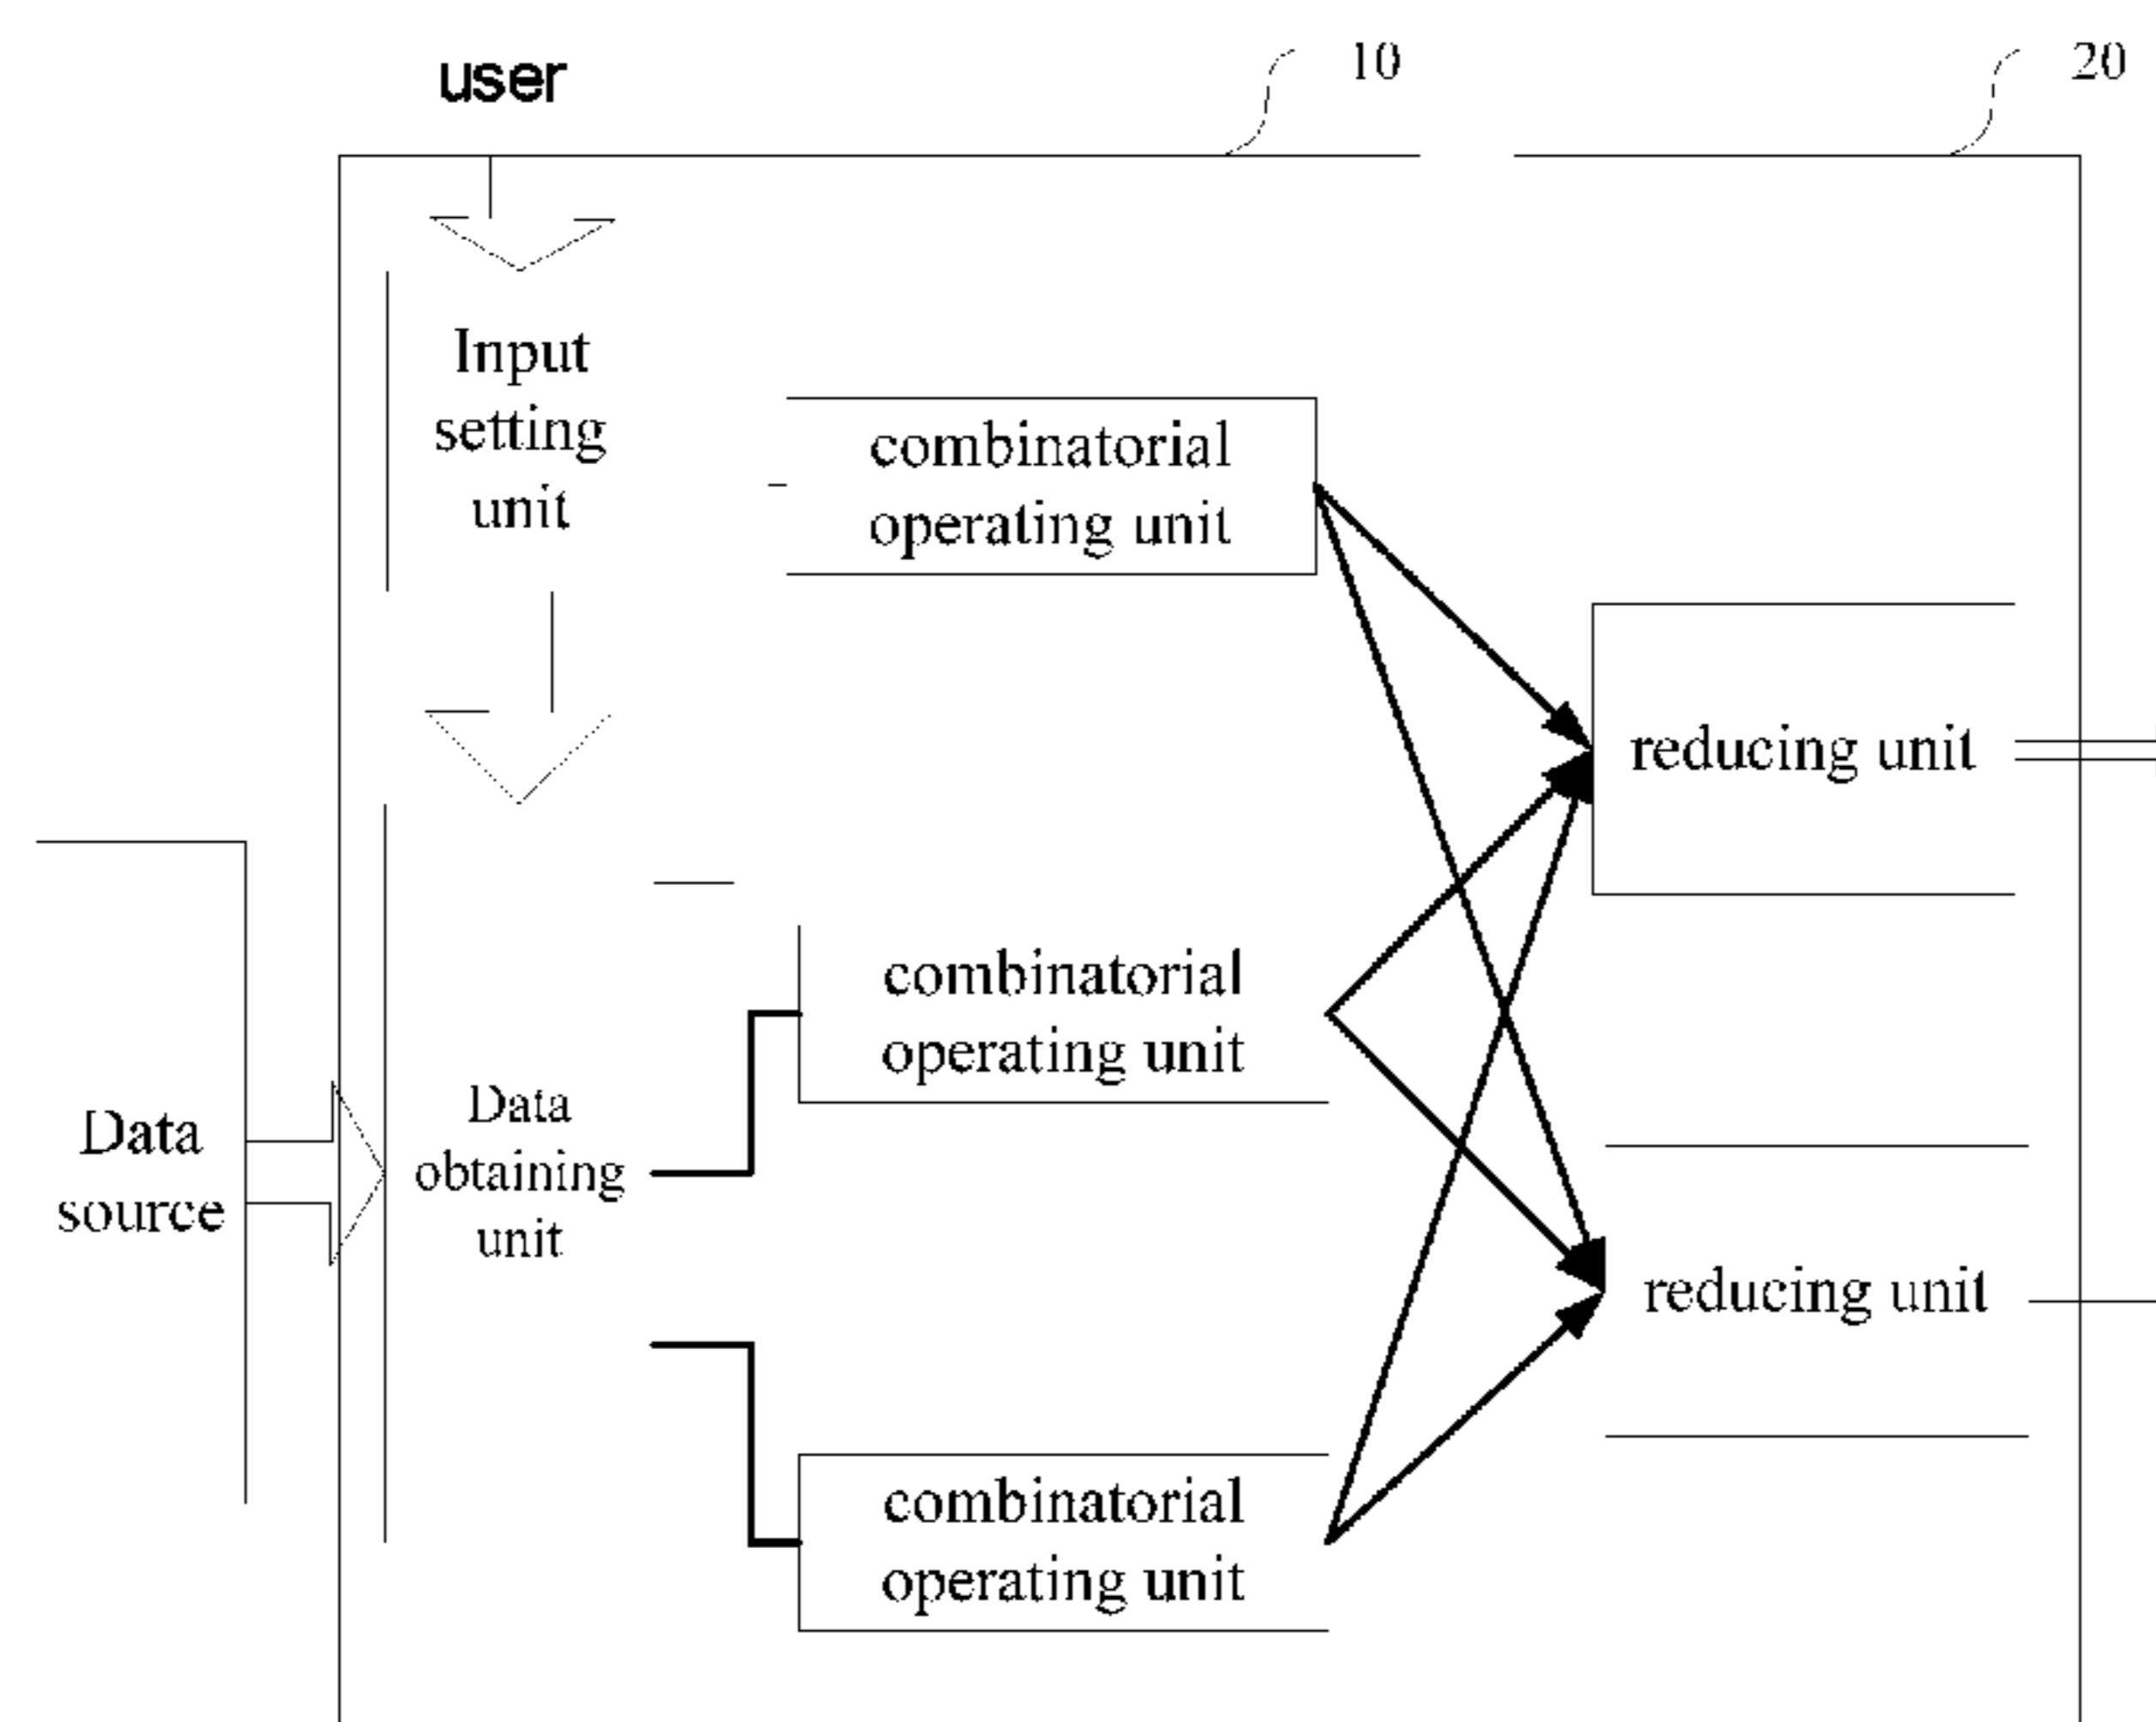 user
10
20
Input
setting
unit
combinatorial
operating unit
reducing unit
combinatorial
operating unit
Data
source
Data
obtaining
unit
reducing unit
combinatorial
operating unit